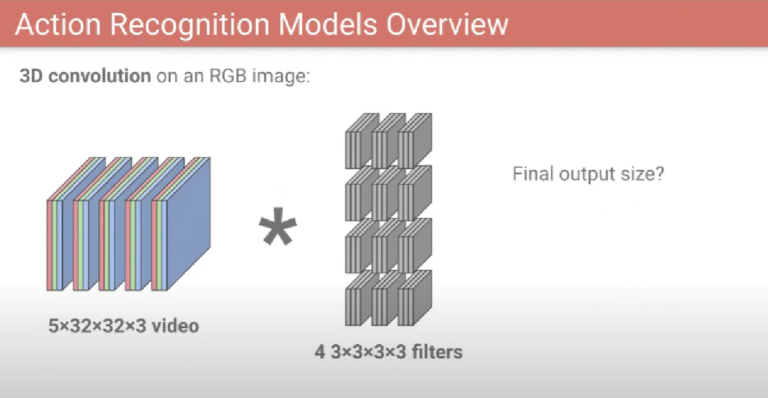 Action Recognition Models Overview
3D convolution on an RGB image:
Final output size?
*
5×32×32×3 video
4 3×3×3×3 filters